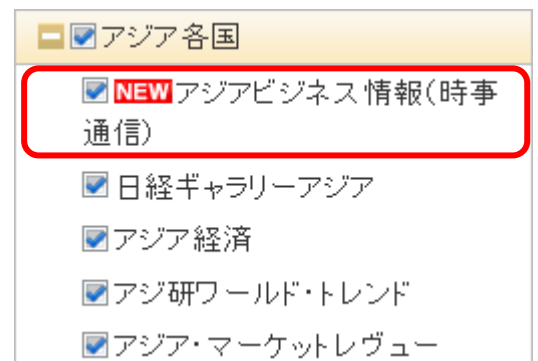 アジア各国
NEWアジアビジネス情報(時事
通信)
日経ギャラリーアジア
アジア経済
アジ研ワールド・トレンド
アジア・マーケットレヴュー